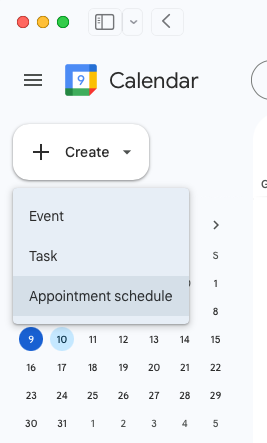 9 Calendar
G
+ Create
Event
S
Task
1
Appointment schedule
8
9 10 11 12 13 14 15
16 17 18 19 20 21 22
23 24 25 26 27 28 29
30 31 1 2 3 4 5